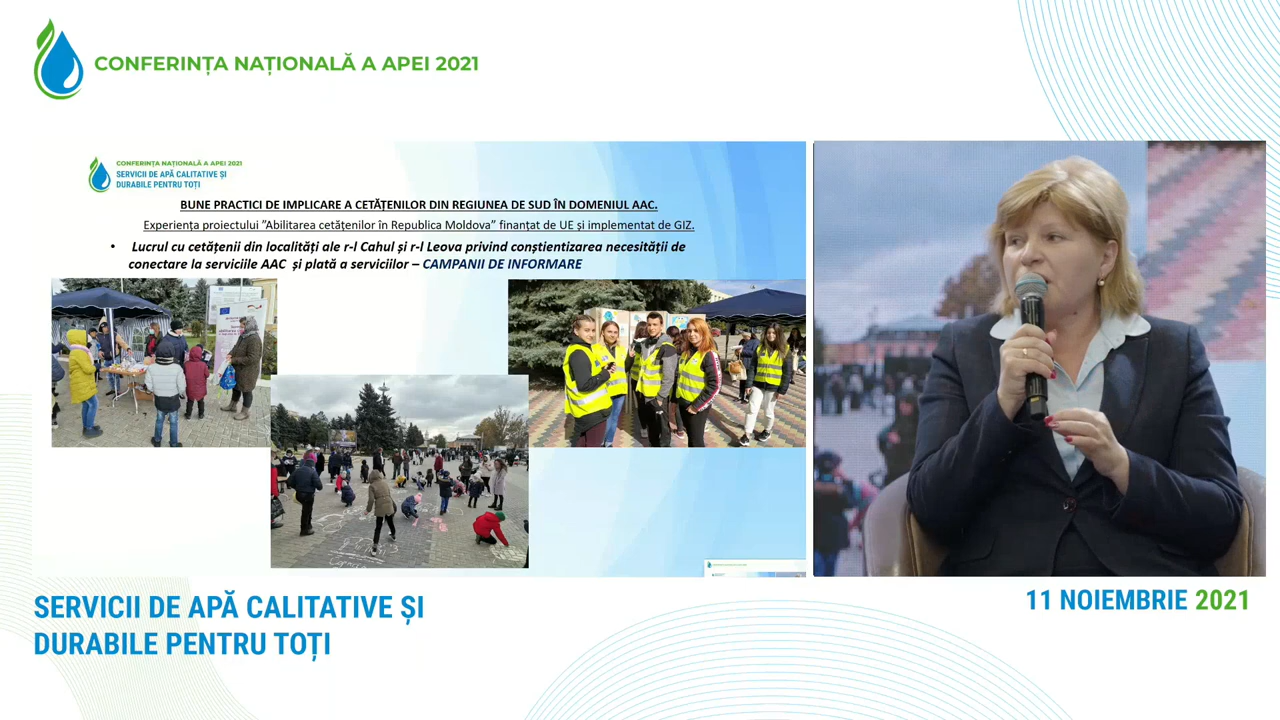 CONFERINȚA NAȚIONALĂ A APEI 2021
CONFERINȚA NAȚIONALĂ A APEI 2021
SERVICII DE APĂ CALITATIVE ȘI
DURABILE PENTRU TOȚI
BUNE PRACTICI DE IMPLICARE A CETĂȚENILOR DIN REGIUNEA DE SUD ÎN DOMENIUL AAC.
Experiența proiectului ”Abilitarea cetățenilor în Republica Moldova” finanțat de UE și implementat de GIZ.
• Lucrul cu cetățenii din localități ale r-l Cahul și r-l Leova privind conștientizarea necesității de
conectare la serviciile AAC și plată a serviciilor – CAMPANII DE INFORMARE
SERVICII DE APĂ CALITATIVE ȘI
DURABILE PENTRU TOȚI
11 NOIEMBRIE 2021